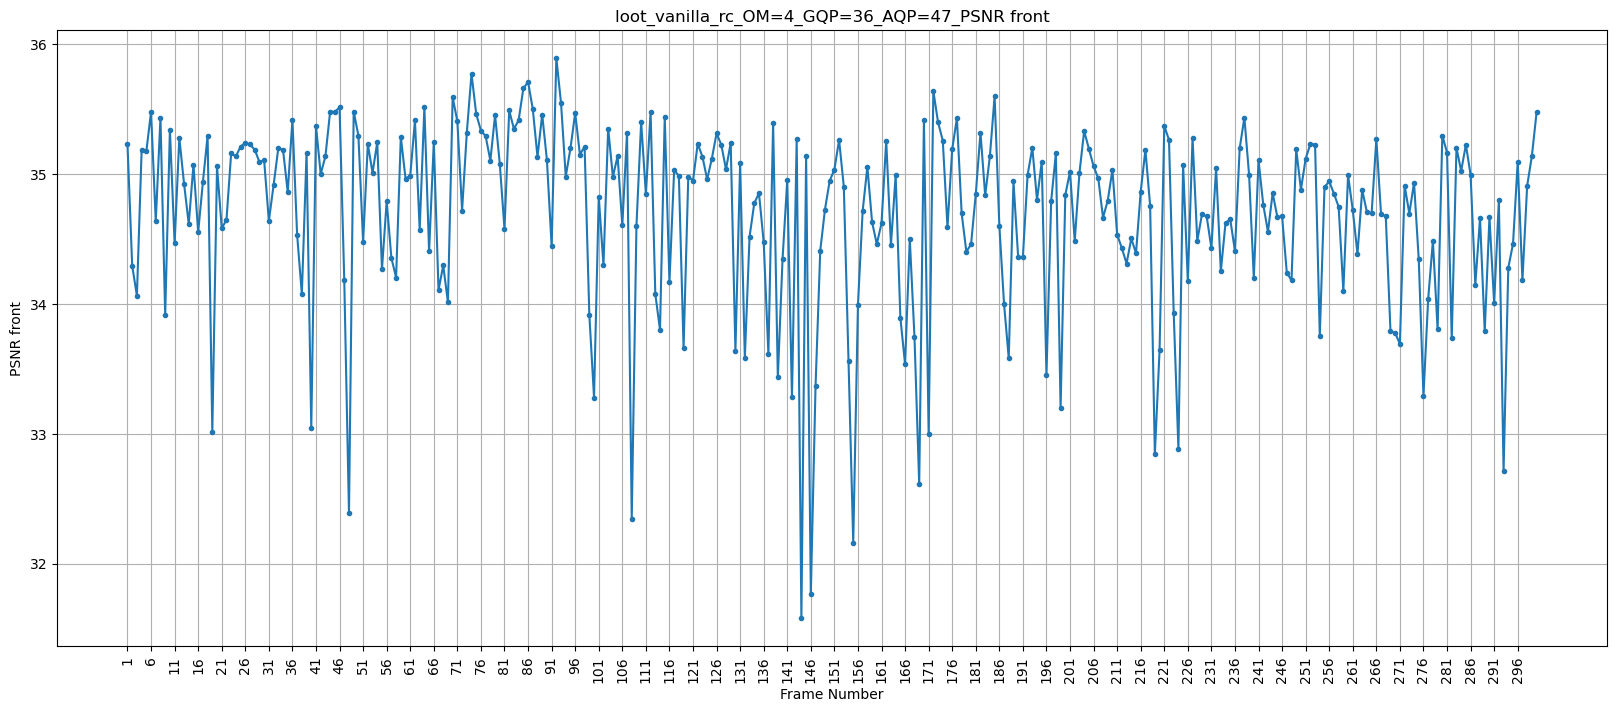 loot_vanilla_rc_OM=4_GQP=36_AQP=47_PSNR front
PSNR front
36
35
34
33
32
1 6 11 16 21 26 31 36 41 46 51 56 61 66 71 76 81 86 91 96 101 106 111 116 121 126 131 136 141 146 151 156 161 166 171 176 181 186 191 196 201 206 211 216 221 226 231 236 241 246 251 256 261 266 271 276 281 286 291 296
Frame Number